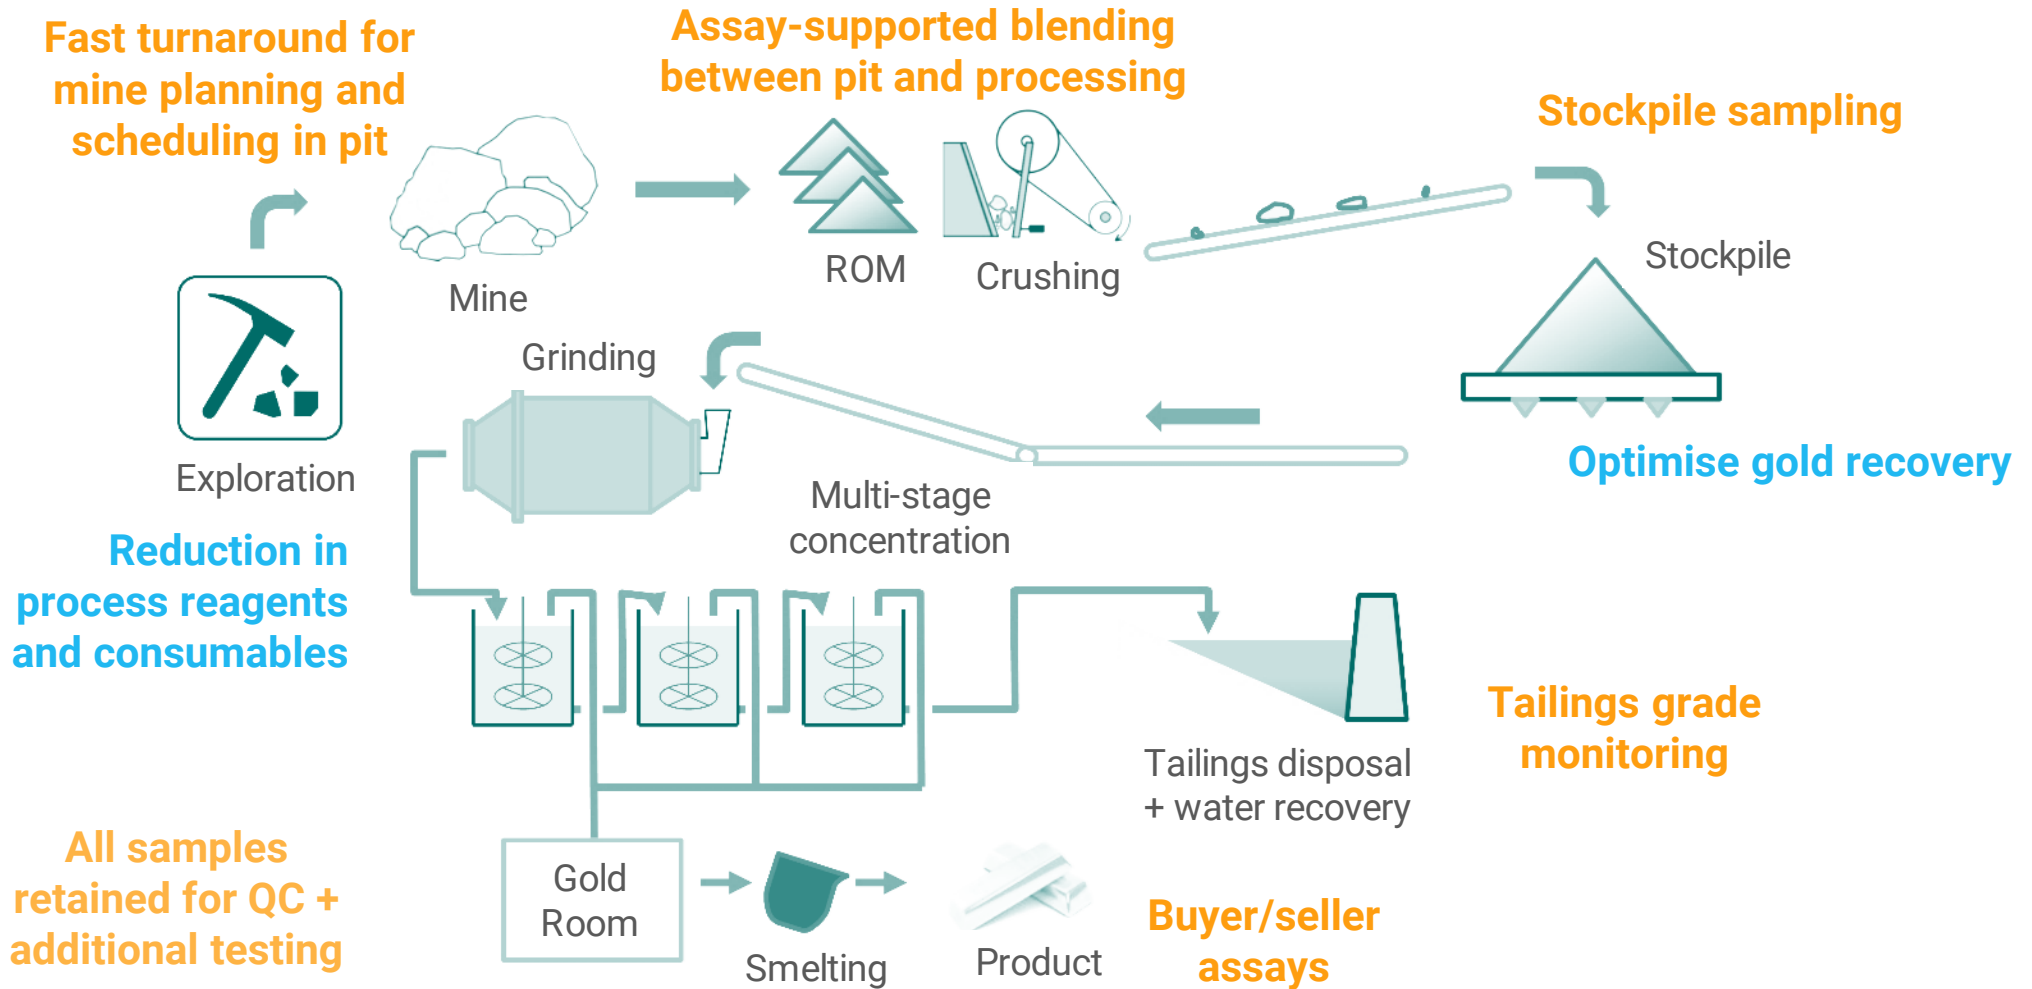 Fast turnaround for
mine planning and
scheduling in pit
Assay-supported blending
between pit and processing
Stockpile sampling
Mine
ROM
Crushing
Stockpile
Exploration
Grinding
Multi-stage
concentration
Optimise gold recovery
Reduction in
process reagents
and consumables
Tailings disposal
+ water recovery
Tailings grade
monitoring
All samples
retained for QC +
additional testing
Gold
Room
Smelting
Product
Buyer/seller
assays